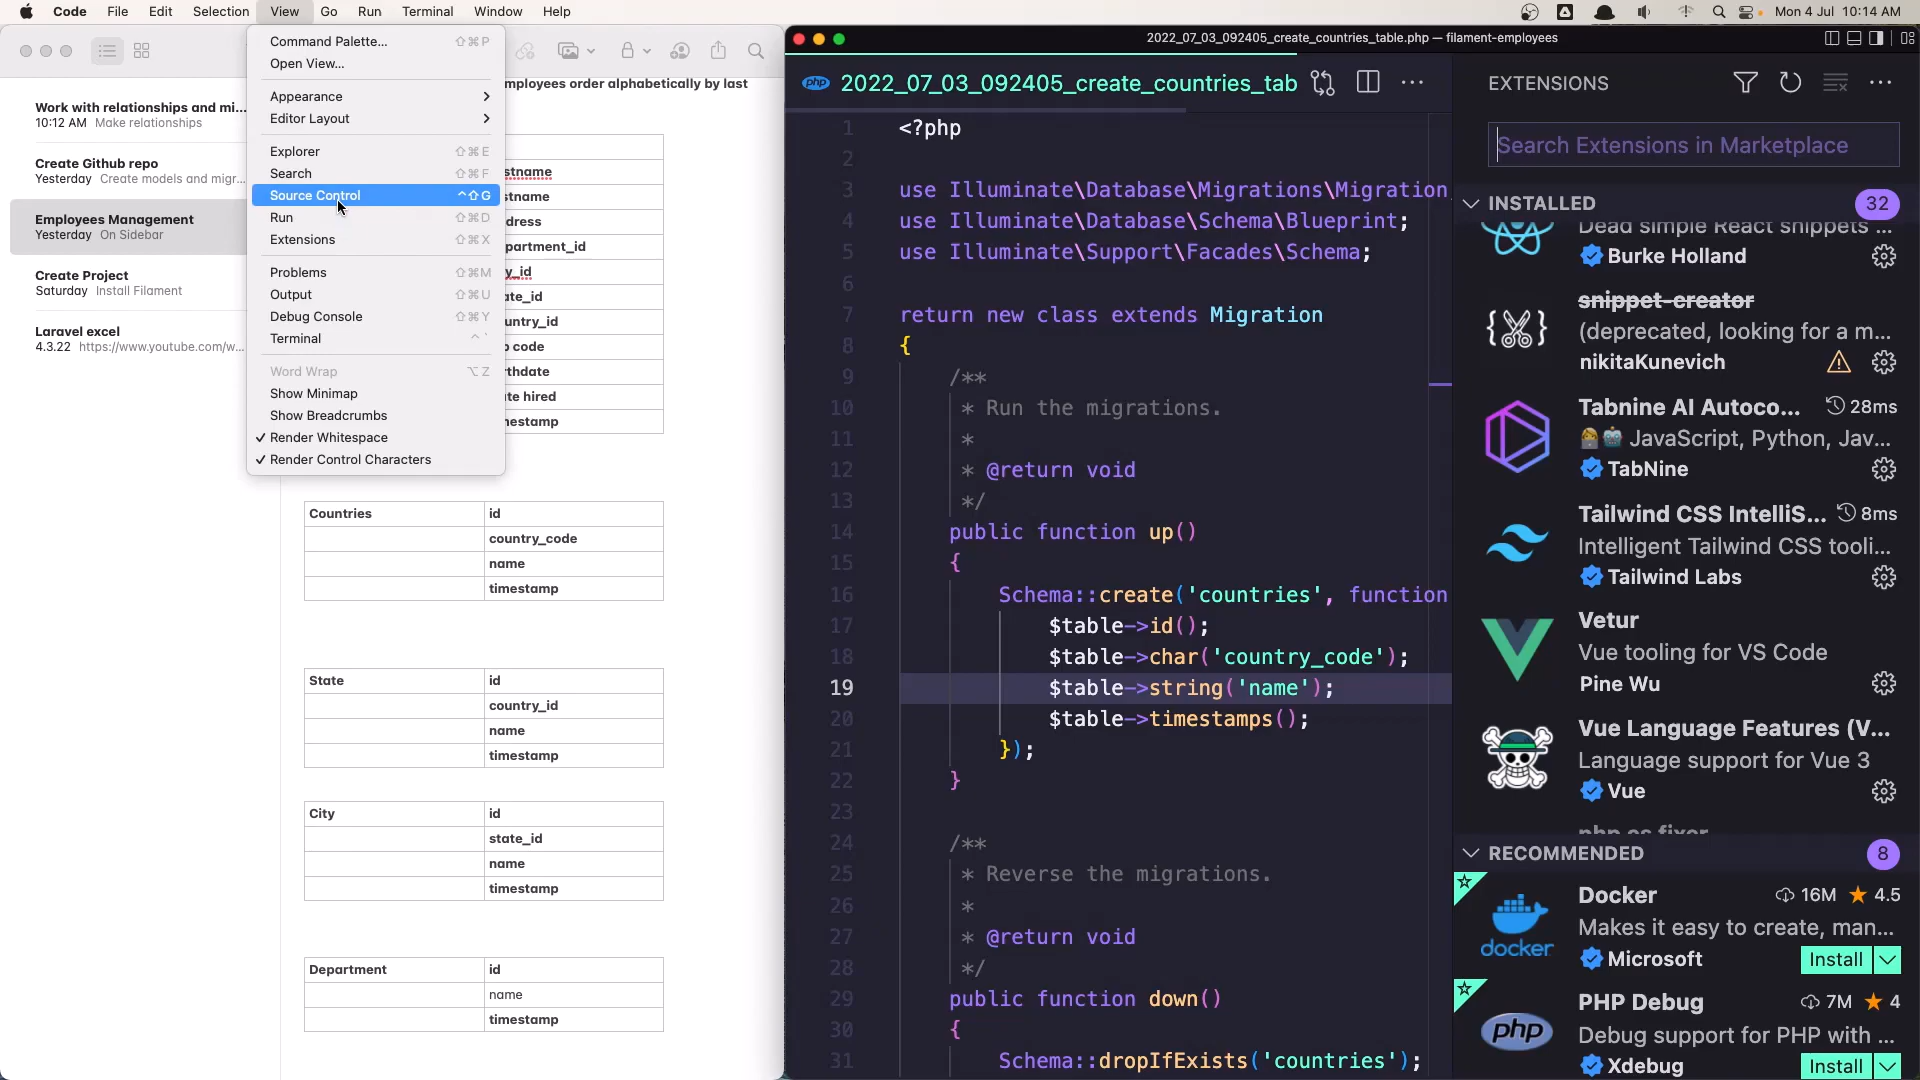 Code File Edit Selection View Go Run Terminal Window Help
Mon 4 Jul 10:14 AM
Work with relationships and mi...
10:12 AM Make relationships
Create Github repo
Yesterday Create models and migr...
Employees Management
Yesterday On Sidebar
Create Project
Saturday Install Filament
Laravel excel
4.3.22 https://www.youtube.com/w...
Command Palette... ⇧⌘P
Open View...
Appearance
Editor Layout
Explorer ⇧⌘E
Search ⇧⌘F
Source Control ⌃⇧G
Run ⇧⌘D
Extensions ⇧⌘X
Problems ⇧⌘M
Output ⇧⌘U
Debug Console ⇧⌘Y
Terminal ⌃`
Word Wrap ⌥Z
Show Minimap
Show Breadcrumbs
✓ Render Whitespace
✓ Render Control Characters
mployees order alphabetically by last
stname
stname
dress
partment_id
y_id
ate_id
untry_id
code
thdate
te hired
nestamp
Countries id
country_code
name
timestamp
State id
country_id
name
timestamp
City id
state_id
name
timestamp
Department id
name
timestamp
2022_07_03_092405_create_countries_table.php — filament-employees
php 2022_07_03_092405_create_countries_tab
1 <?php
2
3 use Illuminate\Database\Migrations\Migration
4 use Illuminate\Database\Schema\Blueprint;
5 use Illuminate\Support\Facades\Schema;
6
7 return new class extends Migration
8 {
9 /**
10 * Run the migrations.
11 *
12 * @return void
13 */
14 public function up()
15 {
16 Schema::create('countries', function
17 $table->id();
18 $table->char('country_code');
19 $table->string('name');
20 $table->timestamps();
21 });
22 }
23
24 /**
25 * Reverse the migrations.
26 *
27 * @return void
28 */
29 public function down()
30 {
31 Schema::dropIfExists('countries');
EXTENSIONS
Search Extensions in Marketplace
INSTALLED 32
Dead simple React snippets ...
Burke Holland
snippet-creator
(deprecated, looking for a m...
nikitaKunevich
Tabnine AI Autoco... 28ms
JavaScript, Python, Jav...
TabNine
Tailwind CSS IntelliS... 8ms
Intelligent Tailwind CSS tooli...
Tailwind Labs
Vetur
Vue tooling for VS Code
Pine Wu
Vue Language Features (V...
Language support for Vue 3
Vue
php cs fixer
RECOMMENDED 8
Docker 16M 4.5
Makes it easy to create, man...
docker
Microsoft Install
PHP Debug 7M 4
Debug support for PHP with ...
php
Xdebug Install